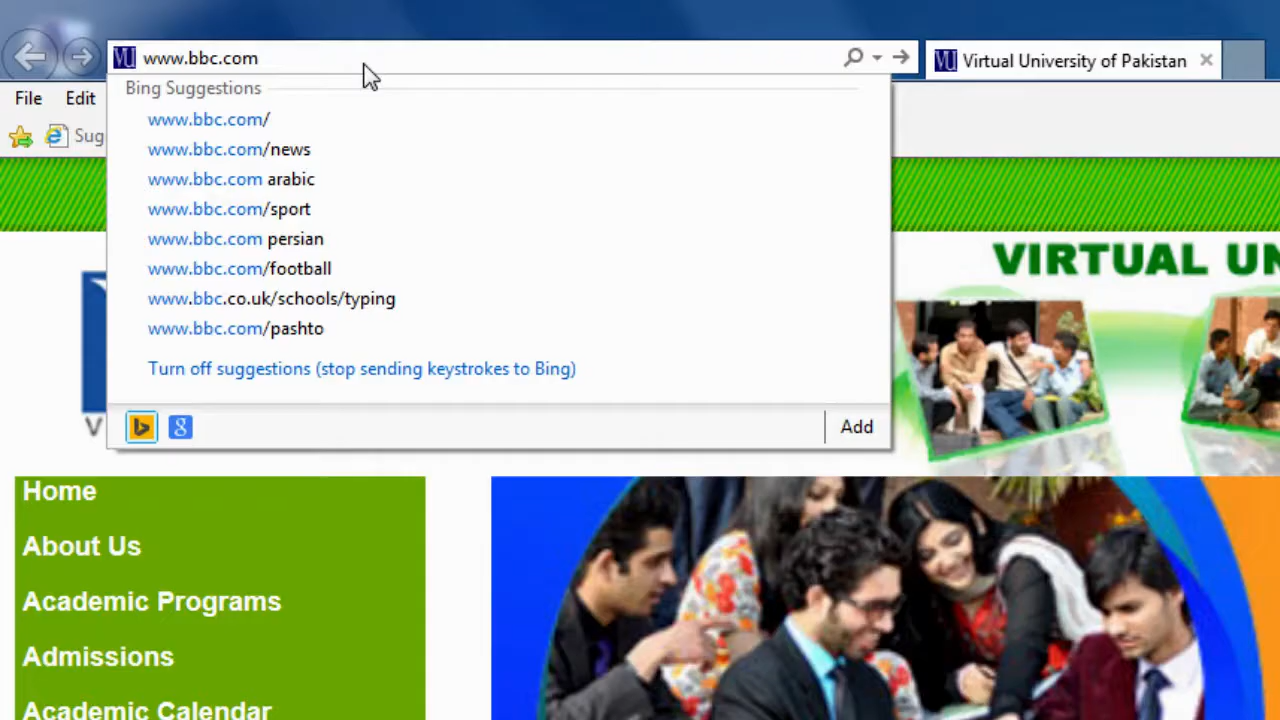 www.bbc.com
Virtual University of Pakistan
File Edit
Bing Suggestions
Sug
www.bbc.com/
www.bbc.com/news
www.bbc.com arabic
www.bbc.com/sport
www.bbc.com persian
www.bbc.com/football
www.bbc.co.uk/schools/typing
www.bbc.com/pashto
Turn off suggestions (stop sending keystrokes to Bing)
Add
VIRTUAL UN
V
Home
About Us
Academic Programs
Admissions
Academic Calendar